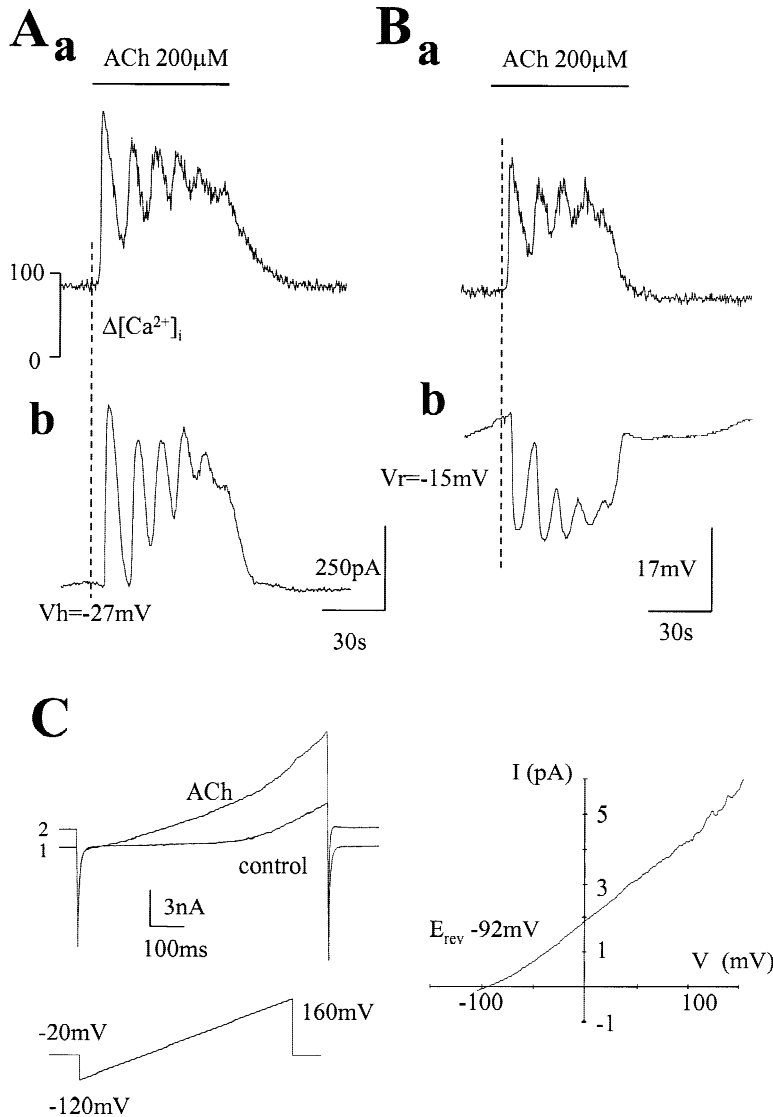 A a
ACh 200µM
100
0
Δ[Ca²⁺]ᵢ
b
250pA
Vh=-27mV
30s
B a
ACh 200µM
b
Vr=-15mV
17mV
30s
C
ACh
2
1
control
3nA
100ms
-20mV
160mV
-120mV
I (pA)
5
3
E_rev -92mV
1
V (mV)
-100
100
-1